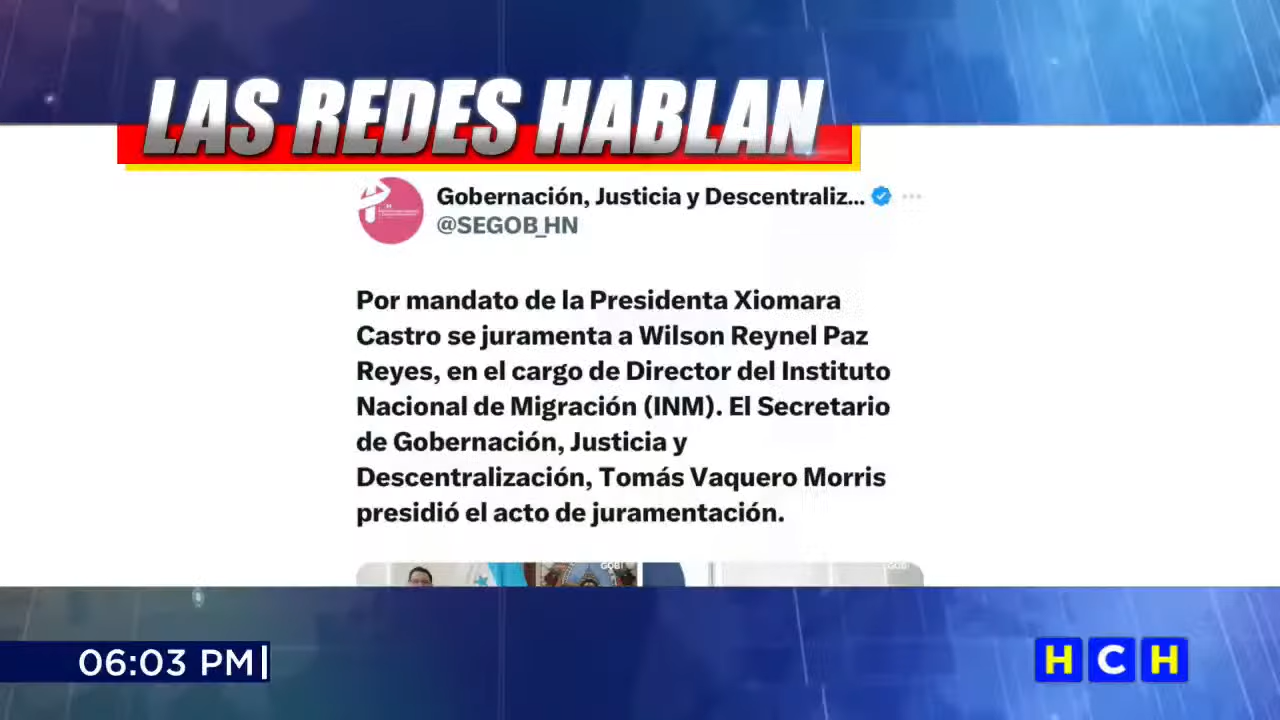 LAS REDES HABLAN
Gobernación, Justicia y Descentraliz...
@SEGOB_HN
Por mandato de la Presidenta Xiomara
Castro se juramenta a Wilson Reynel Paz
Reyes, en el cargo de Director del Instituto
Nacional de Migración (INM). El Secretario
de Gobernación, Justicia y
Descentralización, Tomás Vaquero Morris
presidió el acto de juramentación.
06:03 PM
HCH